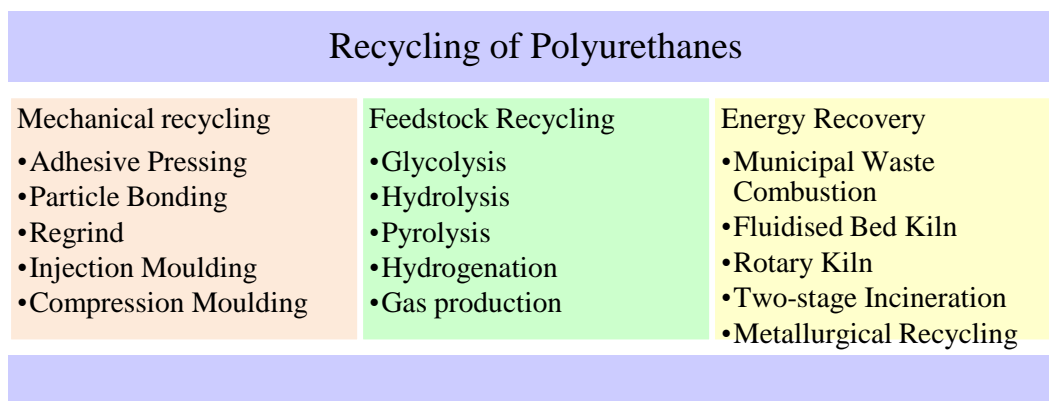 Recycling of Polyurethanes
Mechanical recycling
•Adhesive Pressing
•Particle Bonding
•Regrind
•Injection Moulding
•Compression Moulding
Feedstock Recycling
•Glycolysis
•Hydrolysis
•Pyrolysis
•Hydrogenation
•Gas production
Energy Recovery
•Municipal Waste
Combustion
•Fluidised Bed Kiln
•Rotary Kiln
•Two-stage Incineration
•Metallurgical Recycling